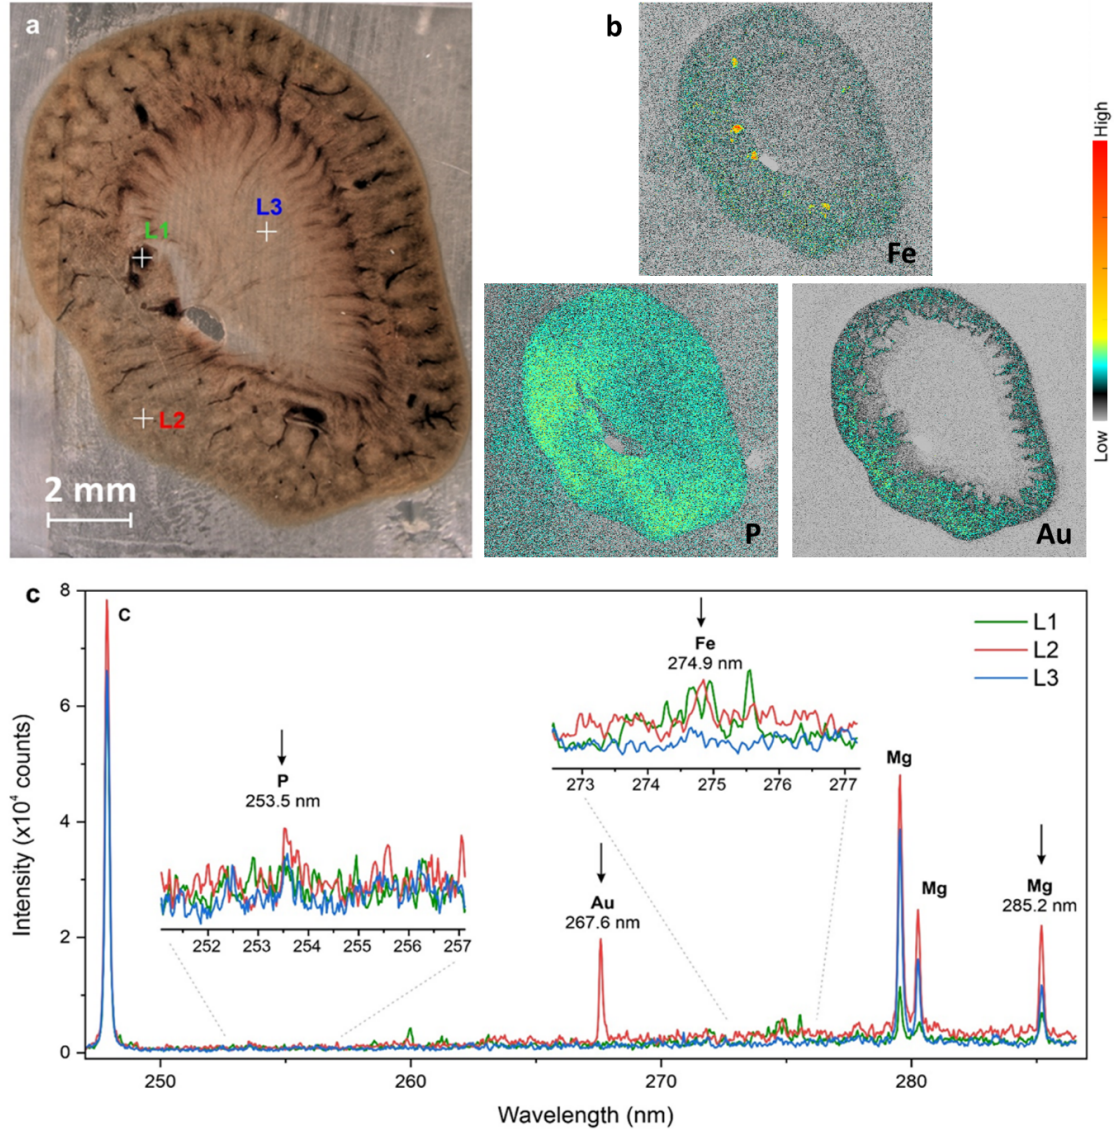 a
L3
L1
L2
2 mm
b
Fe
P
Au
High
Low
c
8
6
4
2
0
Intensity (x10⁴ counts)
C
P
253.5 nm
252 253 254 255 256 257
Au
267.6 nm
Fe
274.9 nm
273 274 275 276 277
L1
L2
L3
Mg
Mg
Mg
285.2 nm
250 260 270 280
Wavelength (nm)